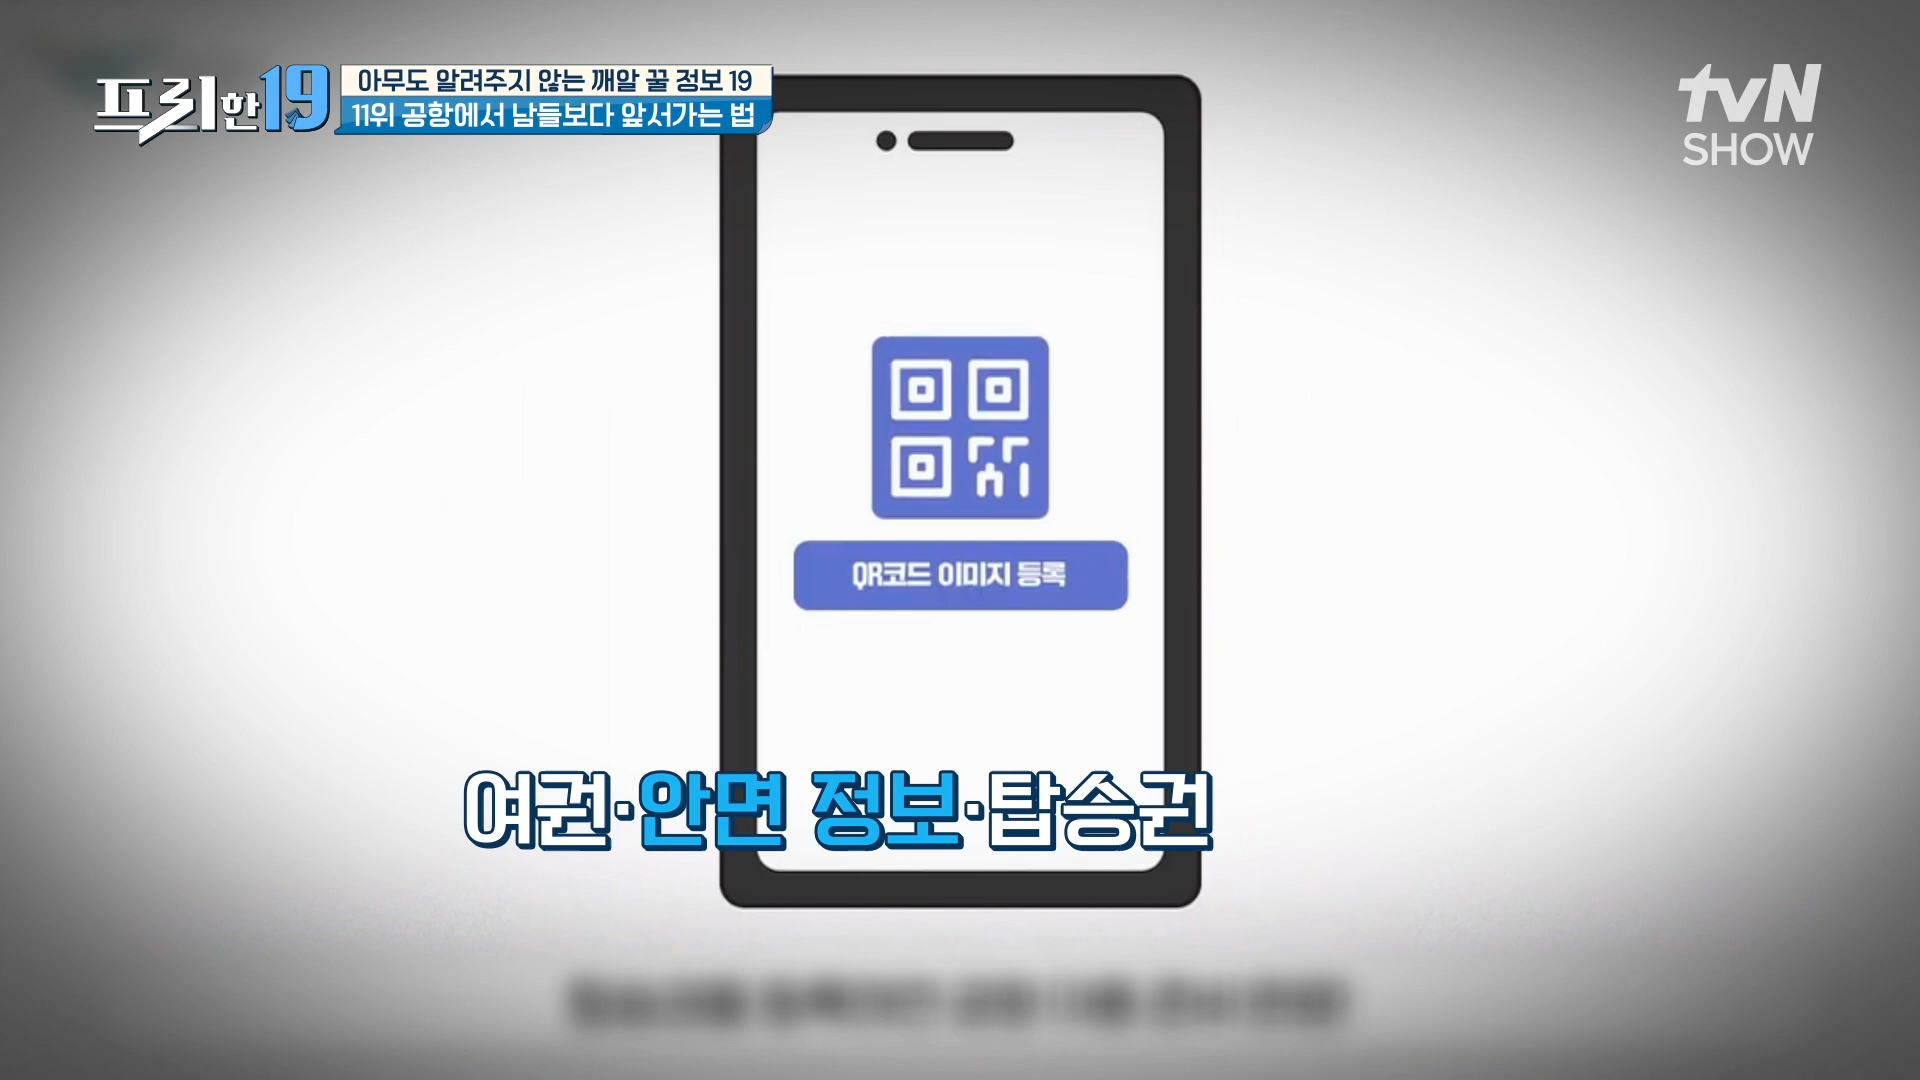 프리한19
아무도 알려주지 않는 깨알 꿀 정보 19
11위 공항에서 남들보다 앞서가는 법
tvN
SHOW
QR코드 이미지 등록
여권·안면 정보·탑승권